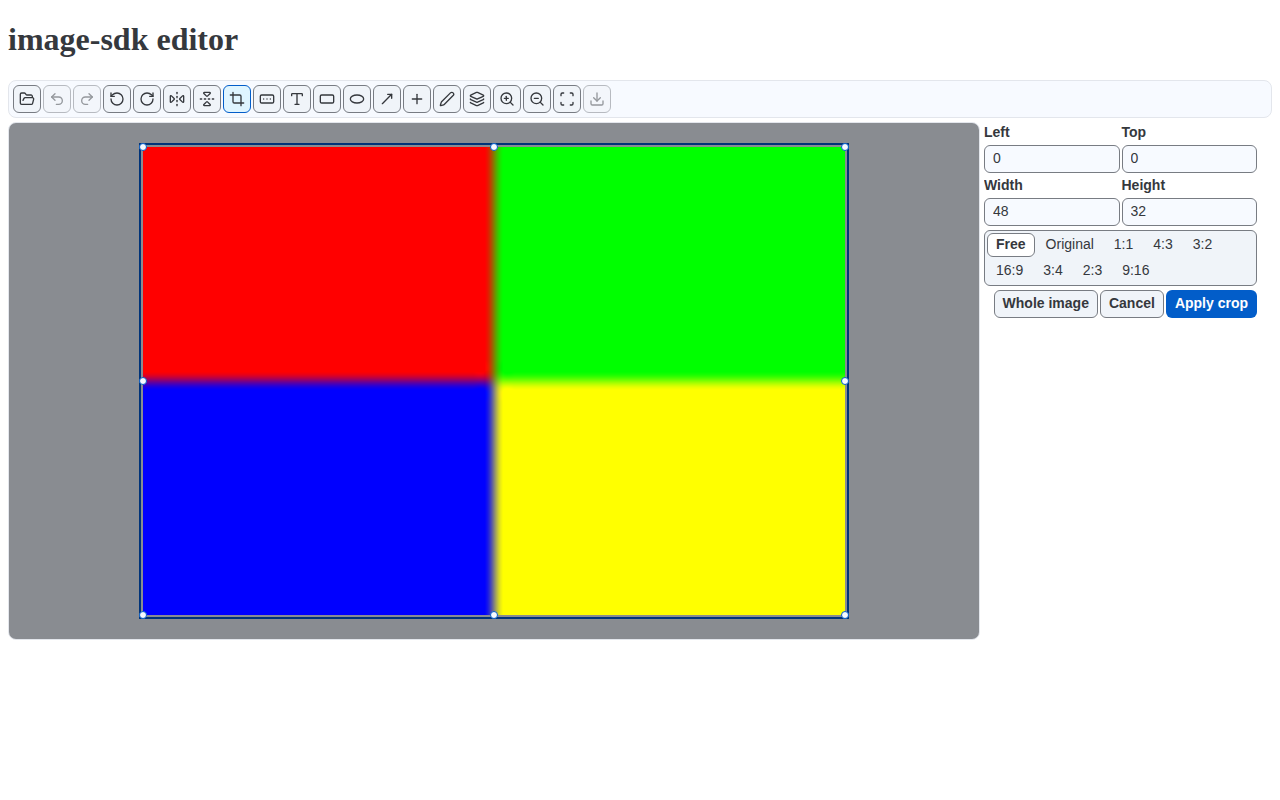 image-sdk editor
Left Top
0 0
Width Height
48 32
Free Original 1:1 4:3 3:2
16:9 3:4 2:3 9:16
Whole image Cancel Apply crop